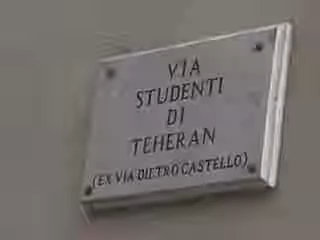 VIA
STUDENTI
DI
TEHERAN
(EX VIA DIETRO CASTELLO)